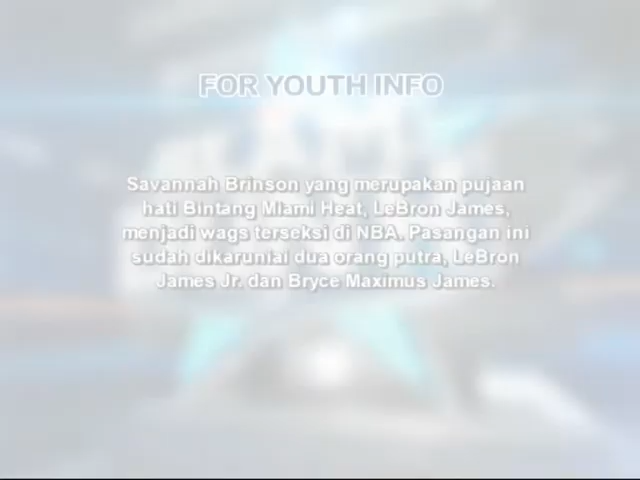 FOR YOUTH INFO
Savannah Brinson yang merupakan pujaan
hati Bintang Miami Heat, LeBron James,
menjadi wags terseksi di NBA. Pasangan ini
sudah dikaruniai dua orang putra, LeBron
James Jr. dan Bryce Maximus James.